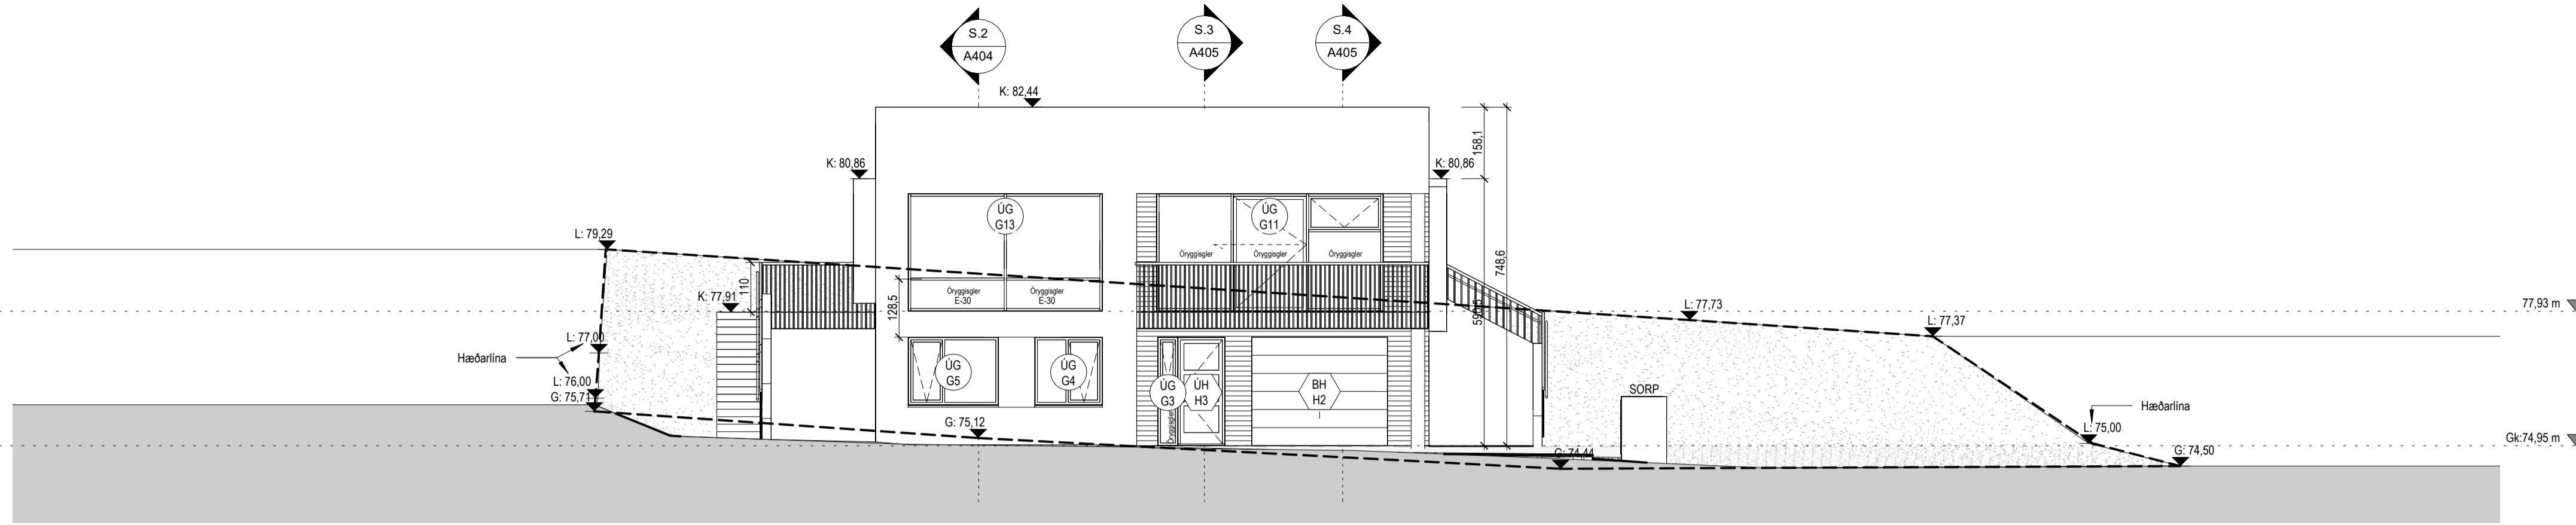 S.2
A404
S.3
A405
S.4
A405
K: 82,44
158,1
K: 80,86
K: 80,86
748,6
ÚG
G13
ÚG
G11
L: 79,29
Öryggisgler
Öryggisgler
Öryggisgler
110
K: 77,91
Öryggisgler
E-30
Öryggisgler
E-30
128,5
L: 77,73
77,93 m
L: 77,37
L: 77,00
Hæðarlína
L: 76,00
G: 75,71
ÚG
G5
ÚG
G4
ÚG
G3
ÚH
H3
BH
H2
Öryggisgler
SORP
Hæðarlína
G: 75,12
L: 75,00
Gk:74,95 m
G: 74,44
G: 74,50